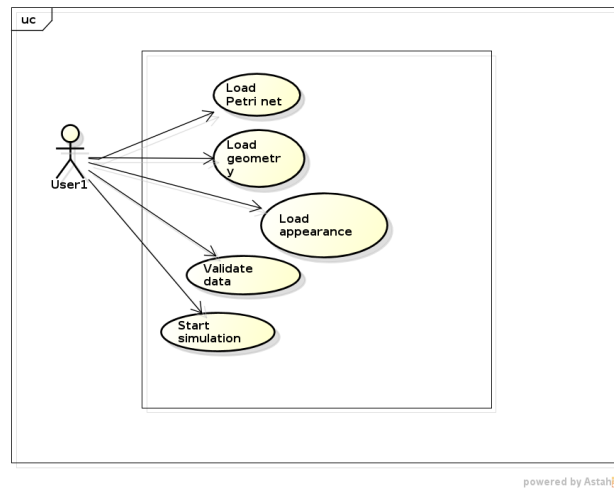 uc
Load
Petri net
Load
geometr
y
User1
Load
appearance
Validate
data
Start
simulation
powered by Astah